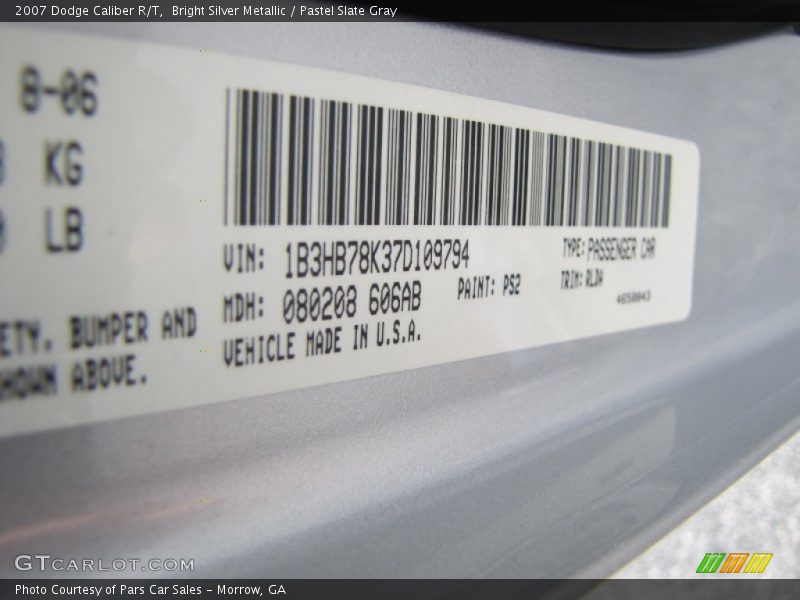 2007 Dodge Caliber R/T, Bright Silver Metallic / Pastel Slate Gray
8-06
KG
LB
ETY, BUMPER AND
HOWN ABOVE.
VIN: 1B3HB78K37D109794
TYPE: PASSENGER CAR
MDH: 080208 606AB
PAINT: PS2
TRIM: RLDA
4658043
VEHICLE MADE IN U.S.A.
GTCARLOT.COM
Photo Courtesy of Pars Car Sales - Morrow, GA